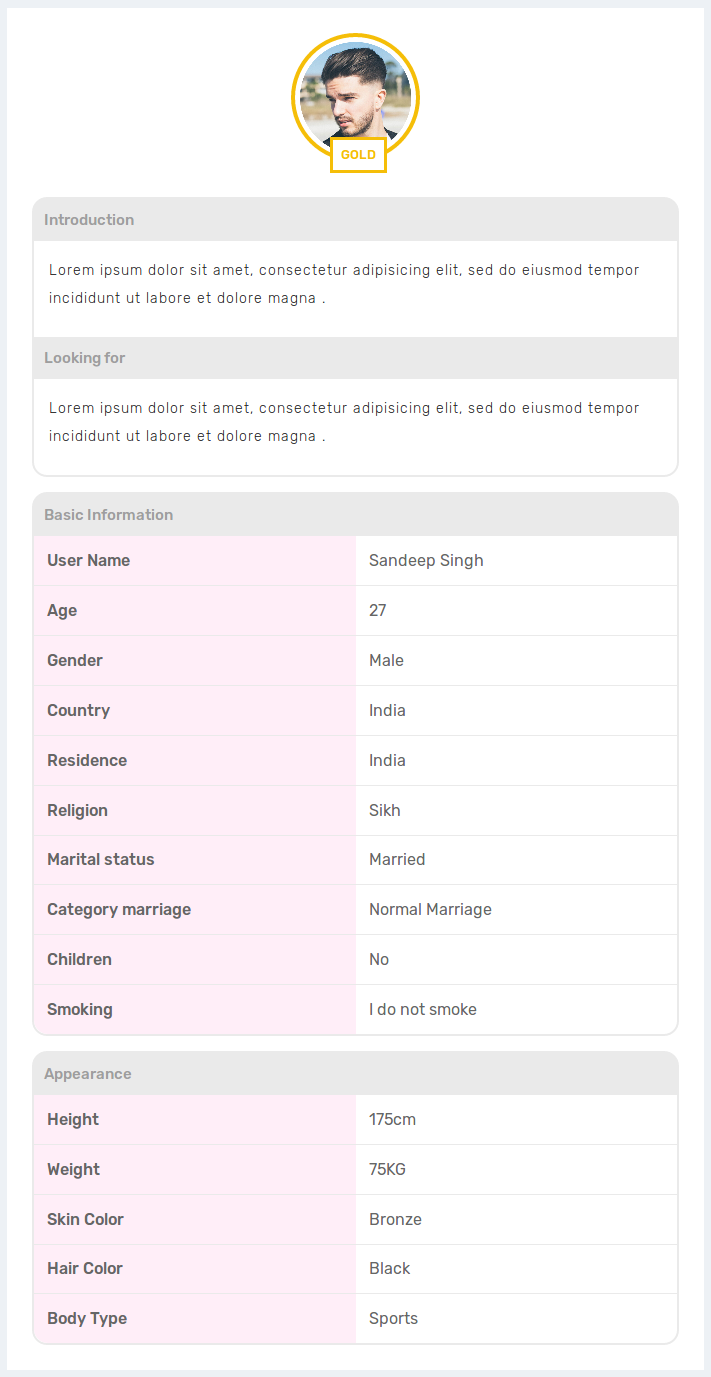 GOLD
Introduction
Lorem ipsum dolor sit amet, consectetur adipisicing elit, sed do eiusmod tempor
incididunt ut labore et dolore magna .
Looking for
Lorem ipsum dolor sit amet, consectetur adipisicing elit, sed do eiusmod tempor
incididunt ut labore et dolore magna .
Basic Information
User Name Sandeep Singh
Age 27
Gender Male
Country India
Residence India
Religion Sikh
Marital status Married
Category marriage Normal Marriage
Children No
Smoking I do not smoke
Appearance
Height 175cm
Weight 75KG
Skin Color Bronze
Hair Color Black
Body Type Sports